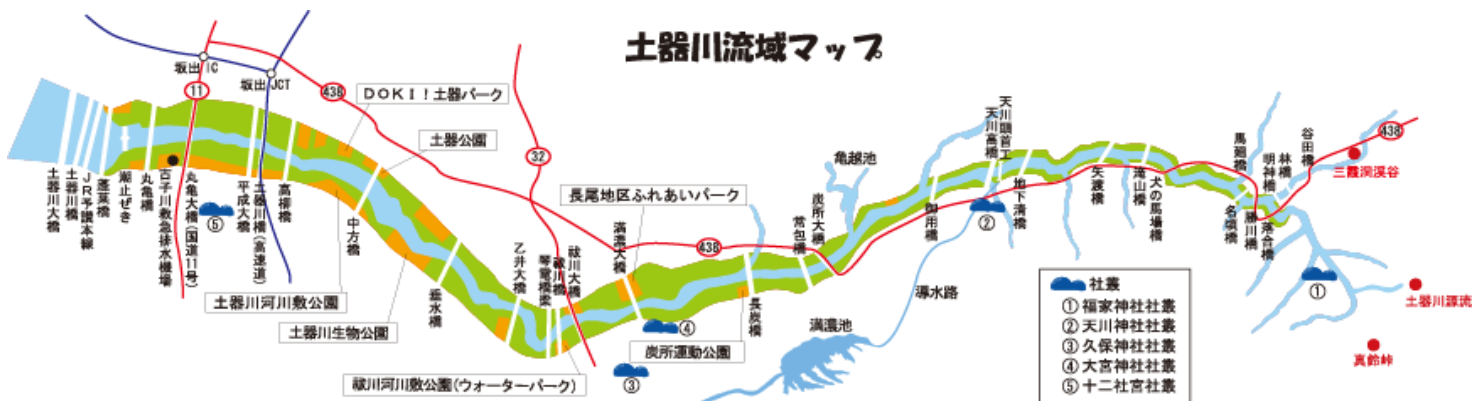 土器川流域マップ
坂出IC
坂出JCT
11
438
32
438
438
DOKI!!土器パーク
土器公園
長尾地区ふれあいパーク
土器川河川敷公園
土器川生物公園
祓川河川敷公園(ウォーターパーク)
炭所運動公園
土器川大橋
土器川橋
JR予讃本線
蓬莱橋
潮止ぜき
丸亀橋
古子川救急排水機場
丸亀大橋(国道11号)
平成大橋
土器川橋(高速道)
高柳橋
中方橋
垂水橋
乙井大橋
琴電橋梁
祓川橋
祓川大橋
満濃大橋
長炭橋
常包橋
炭所大橋
亀越池
満濃池
導水路
御用橋
天川高橋
天川頭首工
地下清橋
矢渡橋
滝山橋
犬の馬場橋
馬廻橋
名頃橋
明神橋
勝川橋
林橋
落合橋
谷田橋
三霞洞渓谷
土器川源流
真鈴峠
⑤
④
③
②
①
社叢
①福家神社社叢
②天川神社社叢
③久保神社社叢
④大宮神社社叢
⑤十二社宮社叢